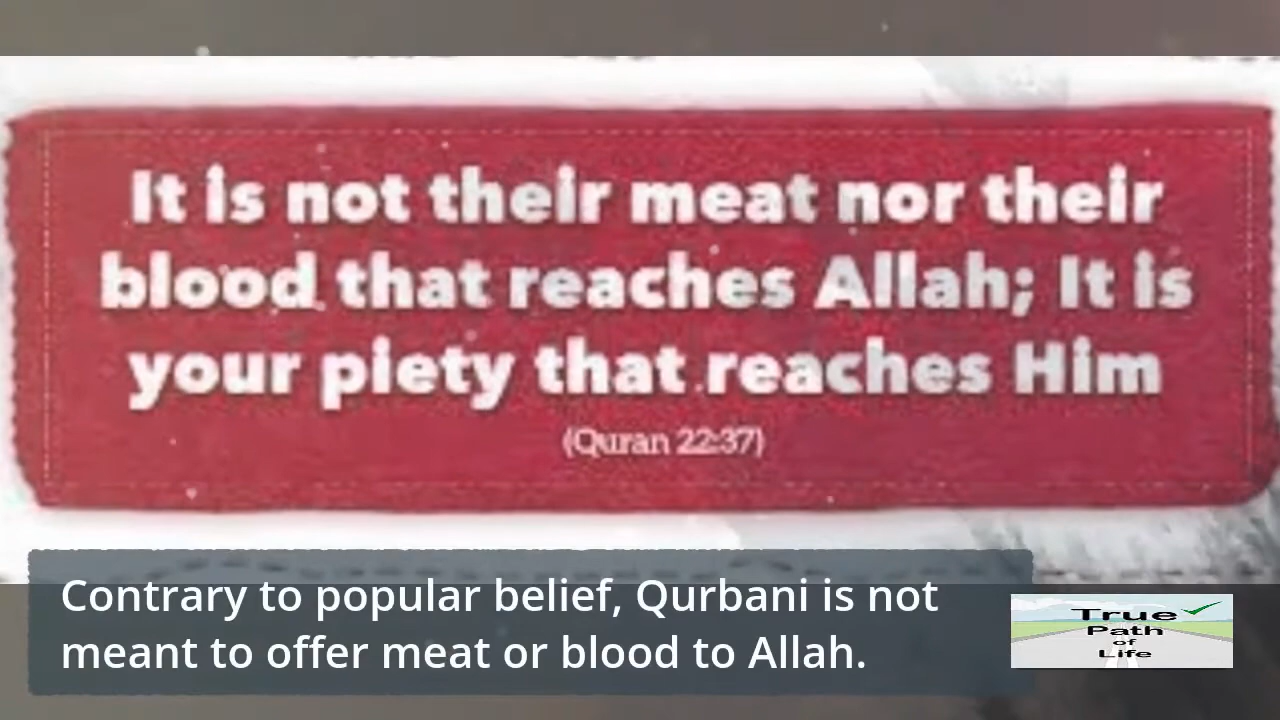 It is not their meat nor their
blood that reaches Allah; It is
your piety that reaches Him
(Quran 22:37)
Contrary to popular belief, Qurbani is not
meant to offer meat or blood to Allah.
True
Path
of
Life